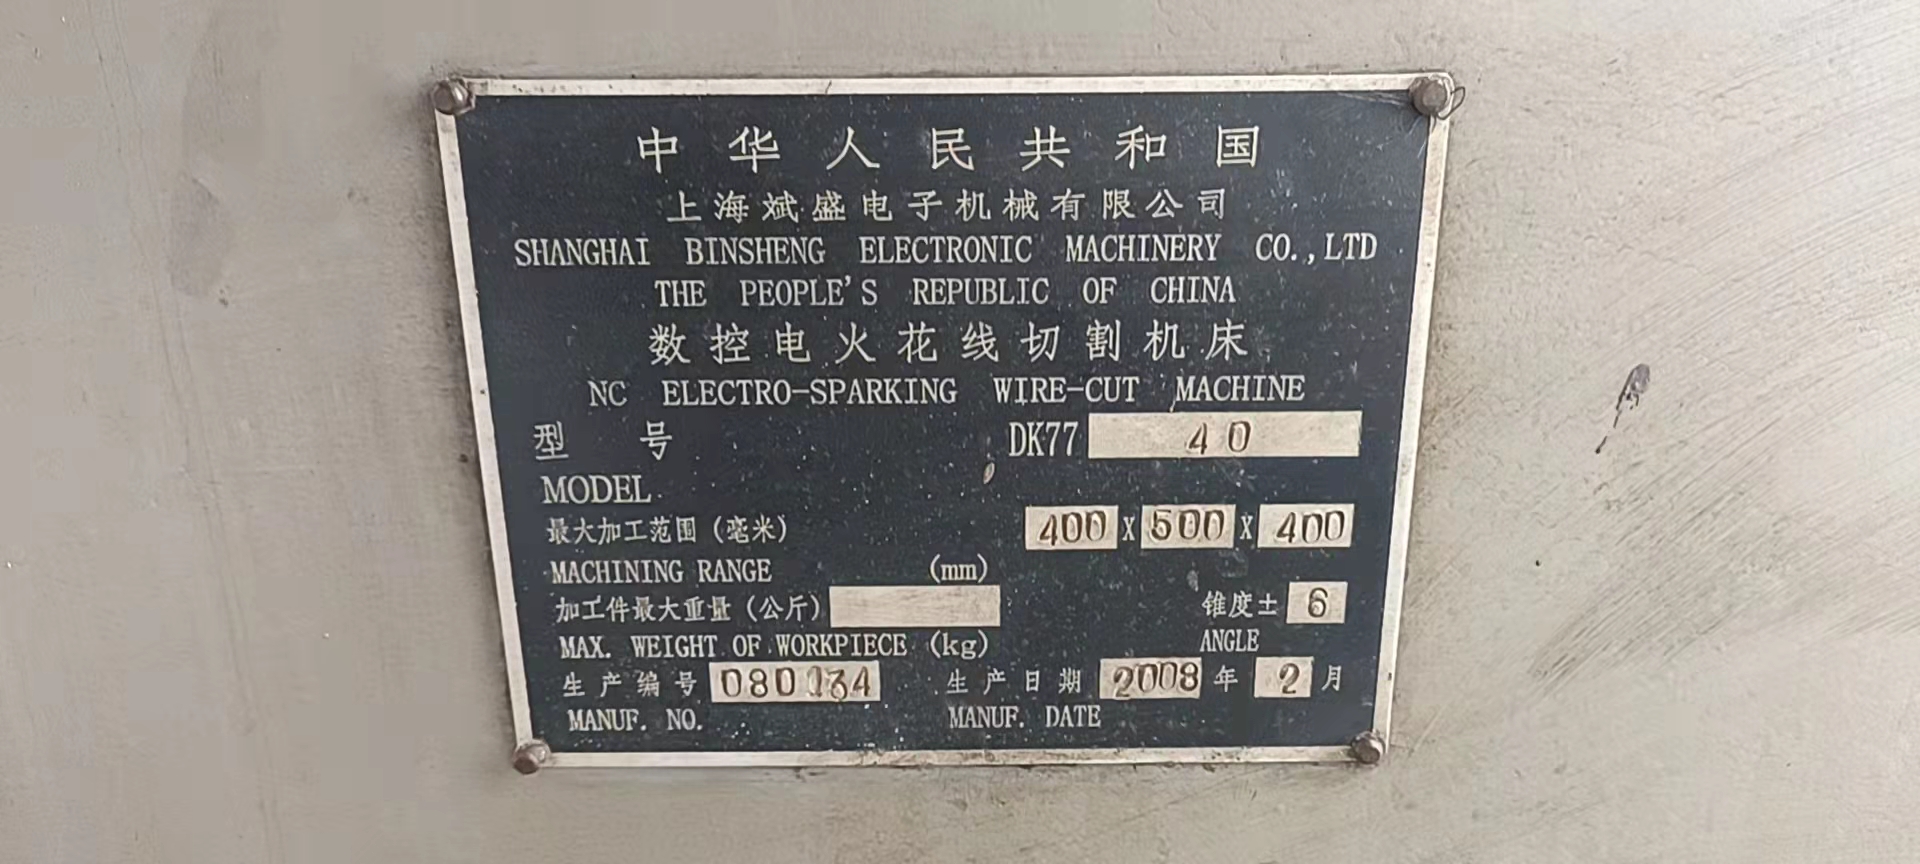 中华人民共和国
上海斌盛电子机械有限公司
SHANGHAI BINSHENG ELECTRONIC MACHINERY CO.,LTD
THE PEOPLE'S REPUBLIC OF CHINA
数控电火花线切割机床
NC ELECTRO-SPARKING WIRE-CUT MACHINE
型号 DK77 40
MODEL
最大加工范围(毫米) 400 X 500 X 400
MACHINING RANGE (mm)
加工件最大重量(公斤) 锥度± 6
MAX. WEIGHT OF WORKPIECE (kg) ANGLE
生产编号 080134 生产日期 2008 年 2 月
MANUF. NO. MANUF. DATE